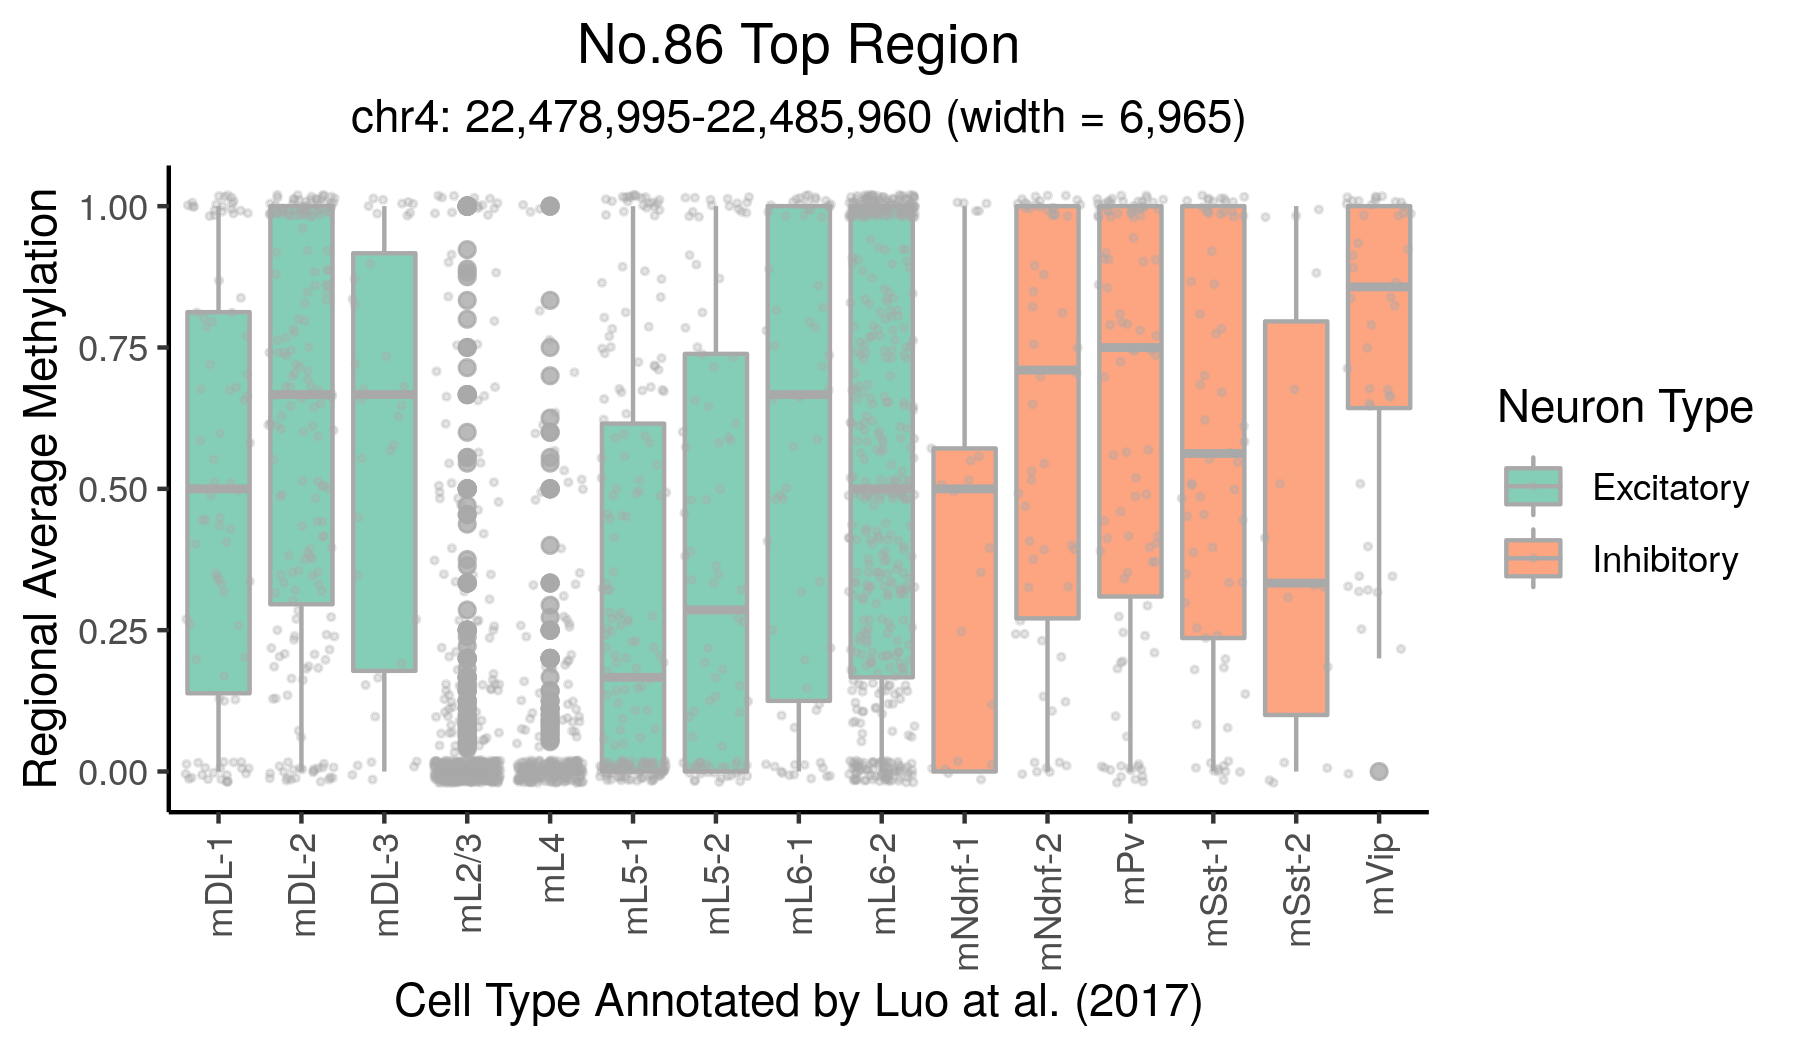 No.86 Top Region
chr4: 22,478,995-22,485,960 (width = 6,965)
Regional Average Methylation
1.00
0.75
0.50
0.25
0.00
mDL-1
mDL-2
mDL-3
mL2/3
mL4
mL5-1
mL5-2
mL6-1
mL6-2
mNdnf-1
mNdnf-2
mPv
mSst-1
mSst-2
mVip
Cell Type Annotated by Luo at al. (2017)
Neuron Type
Excitatory
Inhibitory